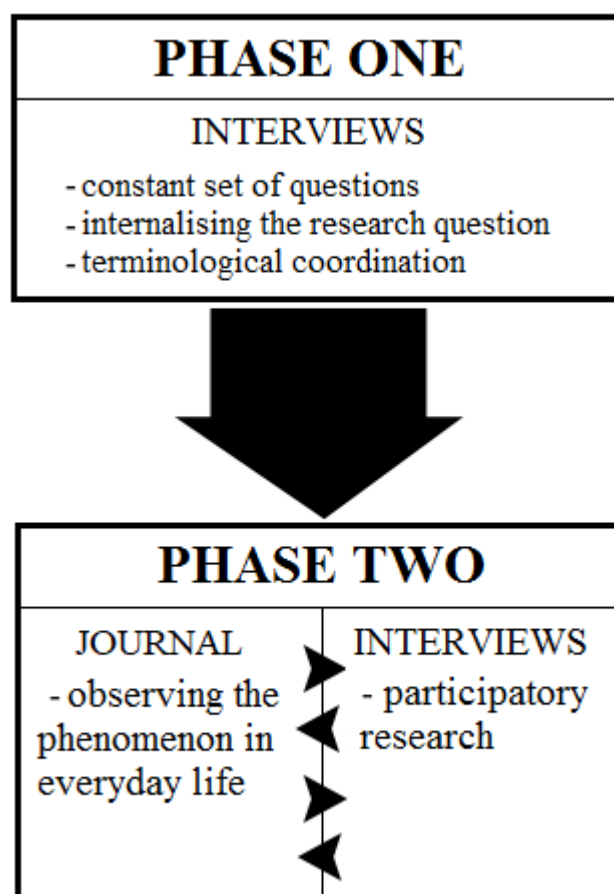 PHASE ONE
INTERVIEWS
- constant set of questions
- internalising the research question
- terminological coordination
PHASE TWO
JOURNAL
- observing the
phenomenon in
everyday life
INTERVIEWS
- participatory
research